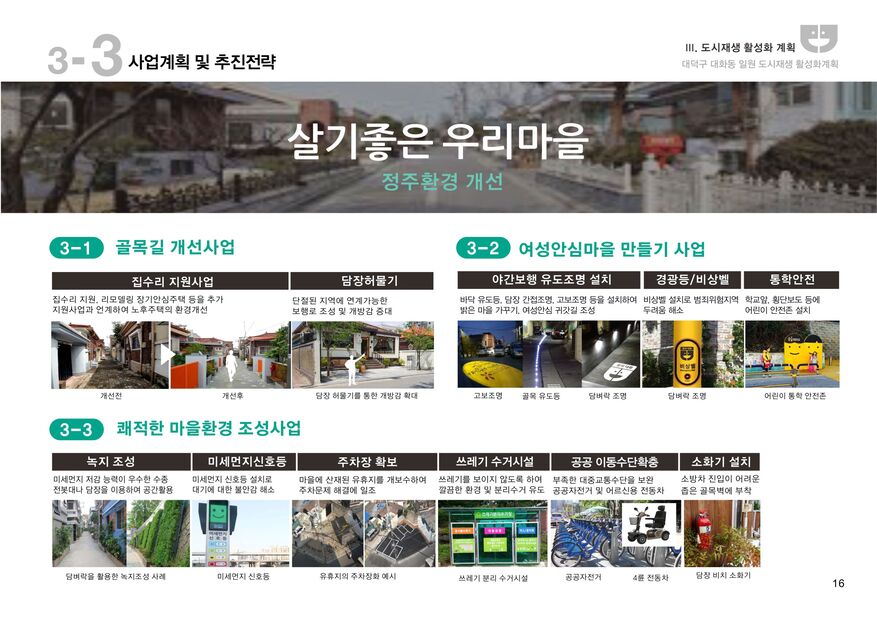 3-3 사업계획 및 추진전략
III. 도시재생 활성화 계획
대덕구 대화동 일원 도시재생 활성화계획
살기좋은 우리마을
정주환경 개선
3-1 골목길 개선사업
집수리 지원사업
집수리 지원, 리모델링 장기안심주택 등을 추가
지원사업과 연계하여 노후주택의 환경개선
개선전
개선후
담장허물기
단절된 지역에 연계가능한
보행로 조성 및 개방감 증대
담장 허물기를 통한 개방감 확대
3-2 여성안심마을 만들기 사업
야간보행 유도조명 설치
바닥 유도등, 담장 간접조명, 고보조명 등을 설치하여
밝은 마을 가꾸기, 여성안심 귀갓길 조성
고보조명
골목 유도등
담벼락 조명
경광등/비상벨
비상벨 설치로 범죄위험지역
두려움 해소
비상벨
담벼락 조명
통학안전
학교앞, 횡단보도 등에
어린이 안전존 설치
어린이 통학 안전존
3-3 쾌적한 마을환경 조성사업
녹지 조성
미세먼지 저감 능력이 우수한 수종
전봇대나 담장을 이용하여 공간활용
담벼락을 활용한 녹지조성 사례
미세먼지신호등
미세먼지 신호등 설치로
대기에 대한 불안감 해소
미세먼지
신호등
미세먼지 신호등
주차장 확보
마을에 산재된 유휴지를 개보수하여
주차문제 해결에 일조
유휴지의 주차장화 예시
쓰레기 수거시설
쓰레기를 보이지 않도록 하여
깔끔한 환경 및 분리수거 유도
쓰레기 분리 수거시설
공공 이동수단확충
부족한 대중교통수단을 보완
공공자전거 및 어르신용 전동차
공공자전거
4륜 전동차
소화기 설치
소방차 진입이 어려운
좁은 골목벽에 부착
담장 비치 소화기
16